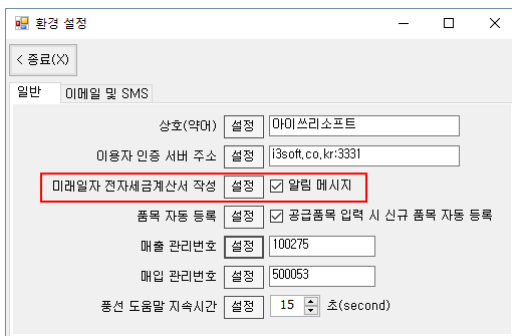 환경 설정
< 종료(X)
일반 이메일 및 SMS
상호(약어) 설정 아이쓰리소프트
이용자 인증 서버 주소 설정 i3soft.co.kr:3331
미래일자 전자세금계산서 작성 설정 알림 메시지
품목 자동 등록 설정 공급품목 입력 시 신규 품목 자동 등록
매출 관리번호 설정 100275
매입 관리번호 설정 500053
풍선 도움말 지속시간 설정 15 초(second)